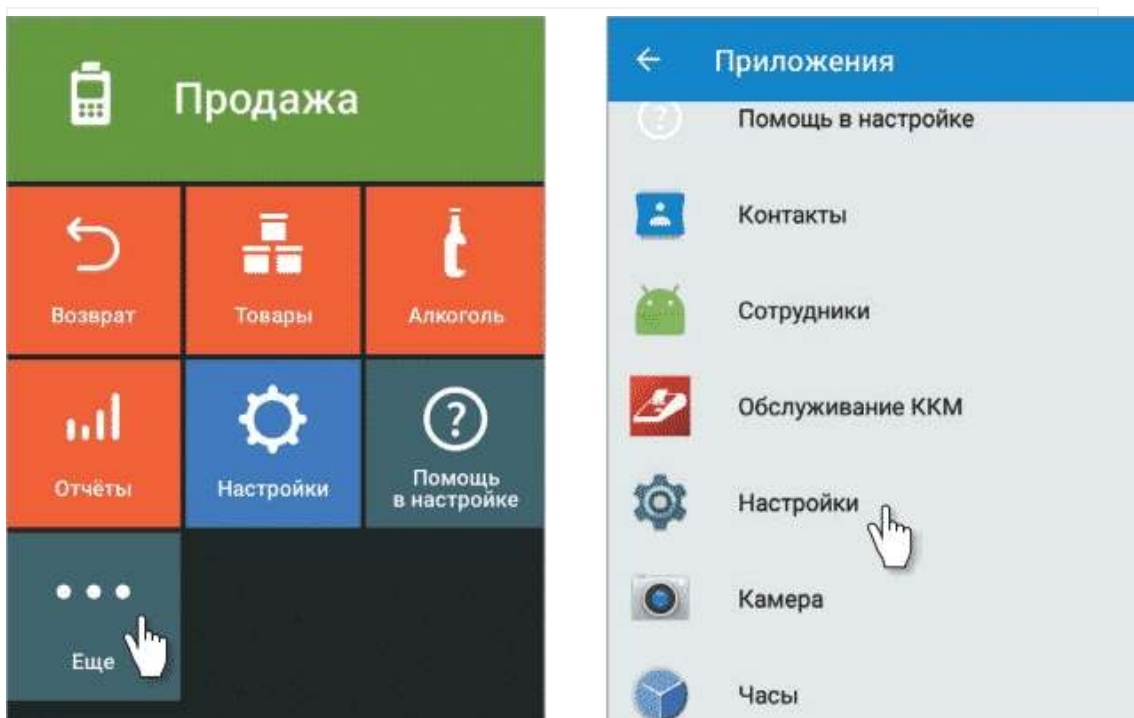 Продажа
Возврат
Товары
Алкоголь
Отчёты
Настройки
Помощь
в настройке
Еще
Приложения
Помощь в настройке
Контакты
Сотрудники
Обслуживание ККМ
Настройки
Камера
Часы